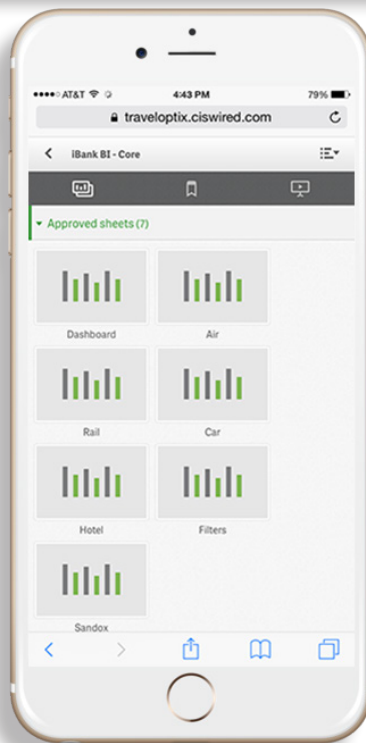 AT&T 4:43 PM 79%
traveloptix.ciswired.com
iBank BI - Core
Approved sheets (7)
Dashboard Air
Rail Car
Hotel Filters
Sandox